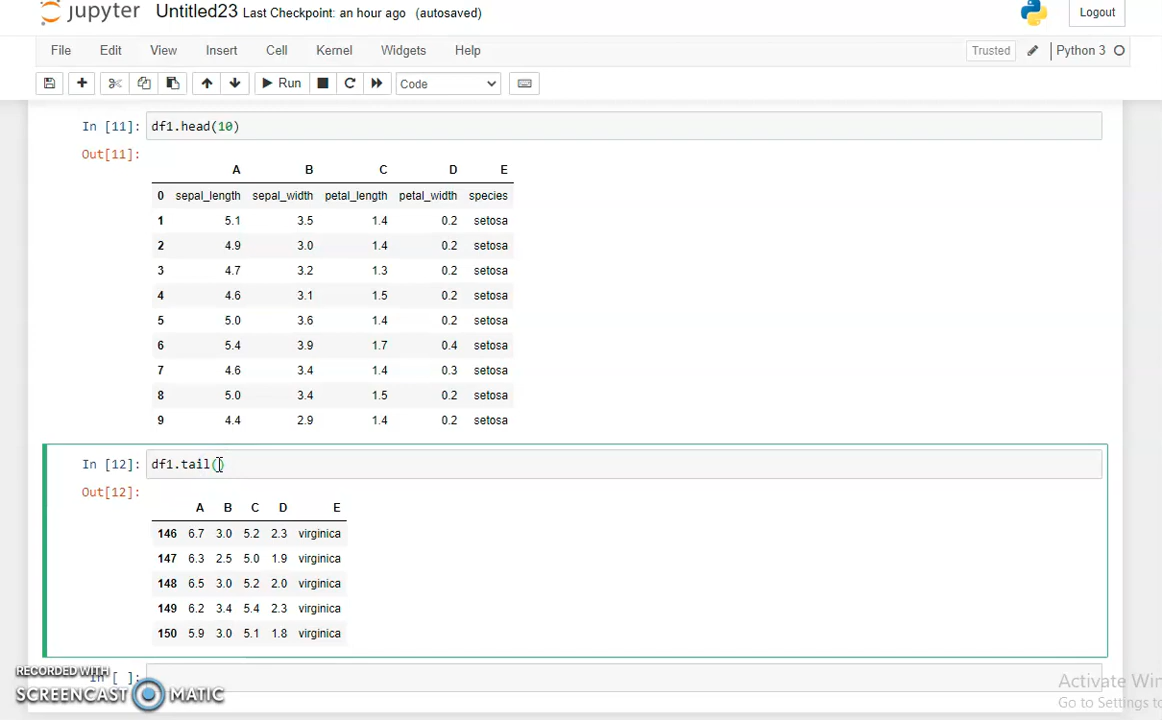 jupyter Untitled23 Last Checkpoint: an hour ago (autosaved) Logout
File Edit View Insert Cell Kernel Widgets Help Trusted Python 3
Run Code
In [11]: df1.head(10)
Out[11]:
A B C D E
0 sepal_length sepal_width petal_length petal_width species
1 5.1 3.5 1.4 0.2 setosa
2 4.9 3.0 1.4 0.2 setosa
3 4.7 3.2 1.3 0.2 setosa
4 4.6 3.1 1.5 0.2 setosa
5 5.0 3.6 1.4 0.2 setosa
6 5.4 3.9 1.7 0.4 setosa
7 4.6 3.4 1.4 0.3 setosa
8 5.0 3.4 1.5 0.2 setosa
9 4.4 2.9 1.4 0.2 setosa
In [12]: df1.tail()
Out[12]:
A B C D E
146 6.7 3.0 5.2 2.3 virginica
147 6.3 2.5 5.0 1.9 virginica
148 6.5 3.0 5.2 2.0 virginica
149 6.2 3.4 5.4 2.3 virginica
150 5.9 3.0 5.1 1.8 virginica
In [ ]:
RECORDED WITH
SCREENCAST MATIC
Activate Win
Go to Settings to